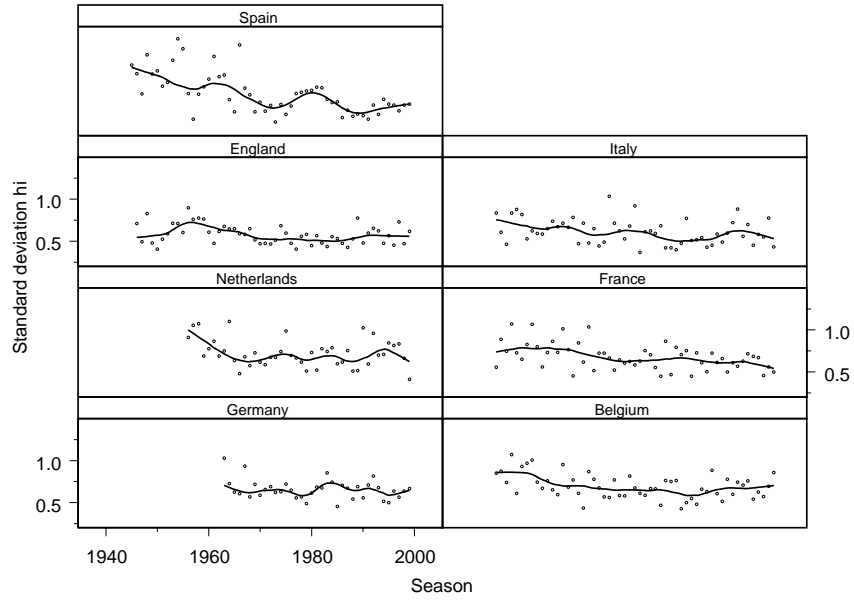 Spain
England
Italy
1.0
0.5
Netherlands
France
1.0
0.5
Germany
Belgium
1.0
0.5
1940 1960 1980 2000
Season
Standard deviation hi